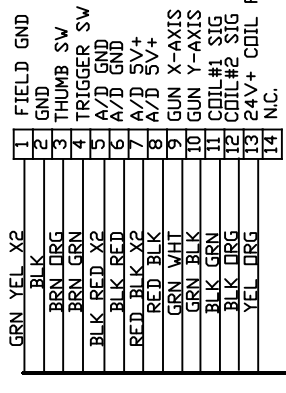 GRN YEL X2 1 FIELD GND
BLK 2 GND
BRN ORG 3 THUMB SW
BRN GRN 4 TRIGGER SW
BLK RED X2 5 A/D GND
BLK RED 6 A/D GND
RED BLK X2 7 A/D 5V+
RED BLK 8 A/D 5V+
GRN WHT 9 GUN X-AXIS
GRN BLK 10 GUN Y-AXIS
BLK GRN 11 COIL#1 SIG
BLK ORG 12 COIL#2 SIG
YEL ORG 13 24V+ COIL
14 N.C.